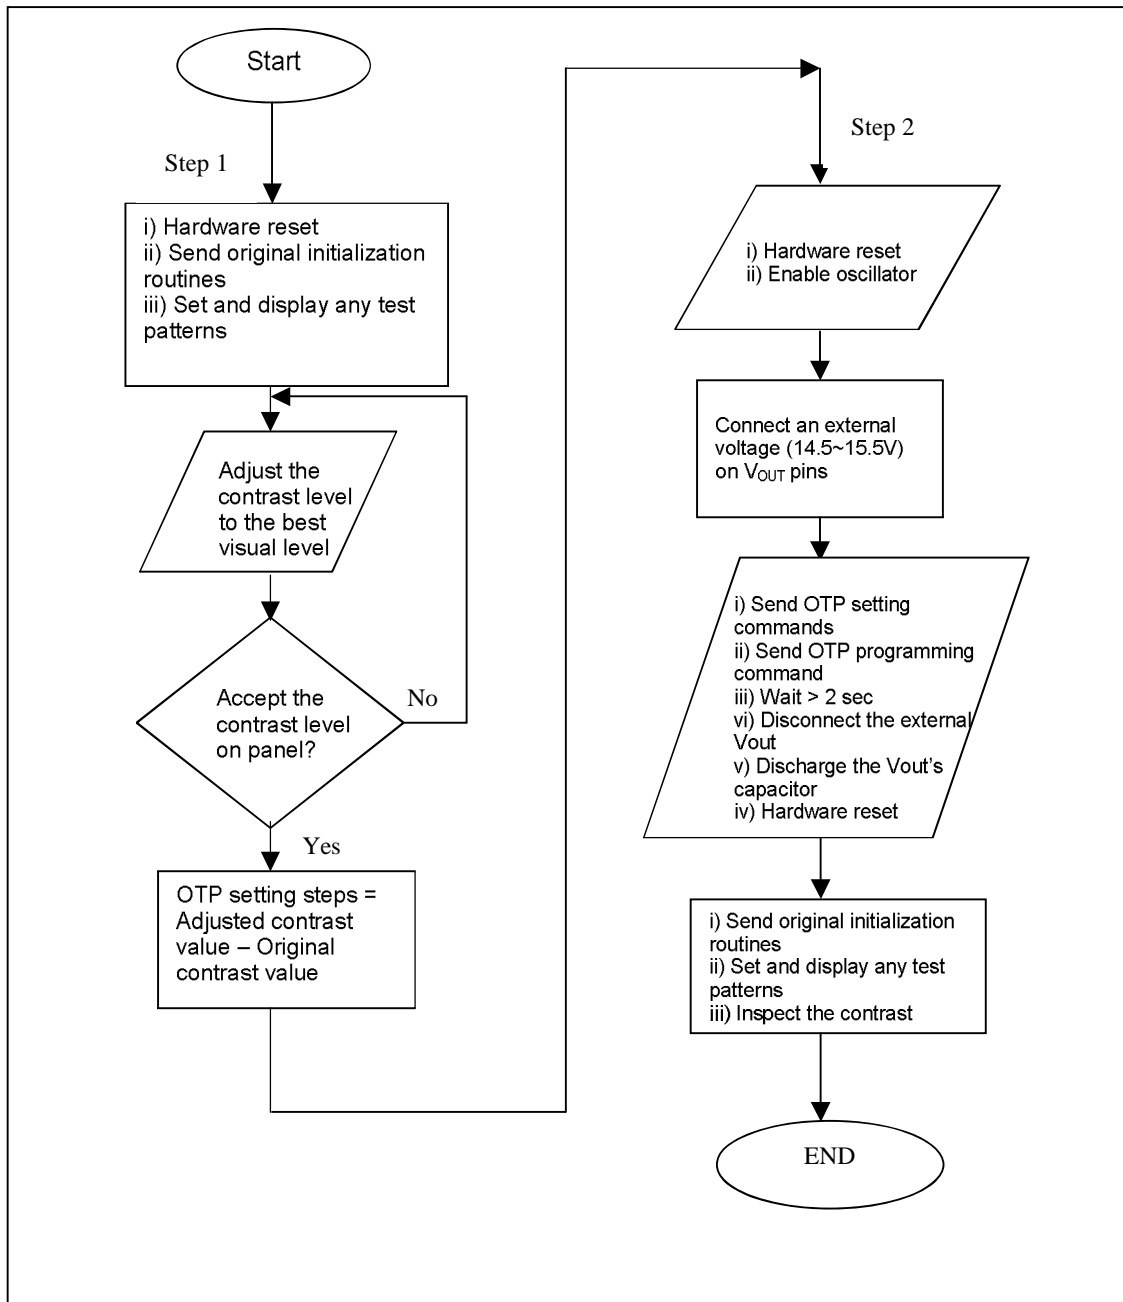 Start
Step 1
i) Hardware reset
ii) Send original initialization
routines
iii) Set and display any test
patterns
Adjust the
contrast level
to the best
visual level
Accept the
contrast level
on panel?
No
Yes
OTP setting steps =
Adjusted contrast
value – Original
contrast value
Step 2
i) Hardware reset
ii) Enable oscillator
Connect an external
voltage (14.5~15.5V)
on VOUT pins
i) Send OTP setting
commands
ii) Send OTP programming
command
iii) Wait > 2 sec
vi) Disconnect the external
Vout
v) Discharge the Vout's
capacitor
iv) Hardware reset
i) Send original initialization
routines
ii) Set and display any test
patterns
iii) Inspect the contrast
END